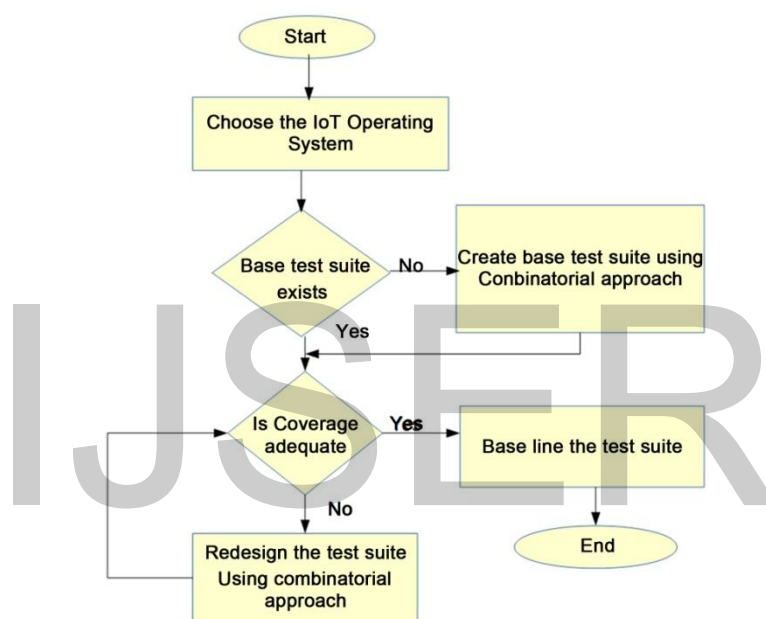 Start
Choose the IoT Operating
System
Base test suite
exists
No
Create base test suite using
Conbinatorial approach
Yes
Is Coverage
adequate
Yes
Base line the test suite
No
Redesign the test suite
Using combinatorial
approach
End
IJSER